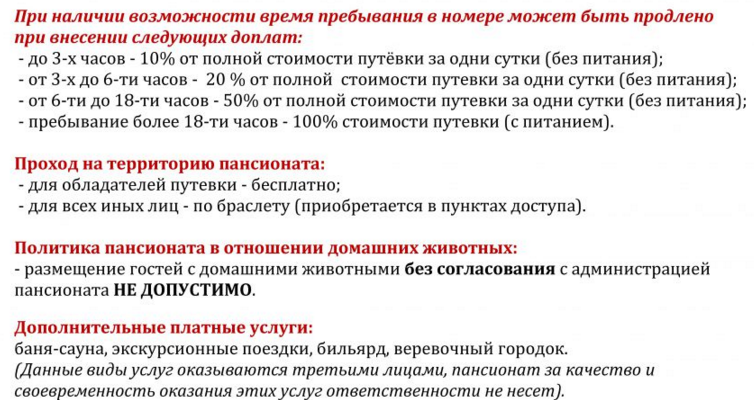 При наличии возможности время пребывания в номере может быть продлено
при внесении следующих доплат:
- до 3-х часов - 10% от полной стоимости путёвки за одни сутки (без питания);
- от 3-х до 6-ти часов - 20 % от полной стоимости путевки за одни сутки (без питания);
- от 6-ти до 18-ти часов - 50% от полной стоимости путевки за одни сутки (без питания);
- пребывание более 18-ти часов - 100% стоимости путевки (с питанием).
Проход на территорию пансионата:
- для обладателей путевки - бесплатно;
- для всех иных лиц - по браслету (приобретается в пунктах доступа).
Политика пансионата в отношении домашних животных:
- размещение гостей с домашними животными без согласования с администрацией
пансионата НЕ ДОПУСТИМО.
Дополнительные платные услуги:
баня-сауна, экскурсионные поездки, бильярд, веревочный городок.
(Данные виды услуг оказываются третьими лицами, пансионат за качество и
своевременность оказания этих услуг ответственности не несет).